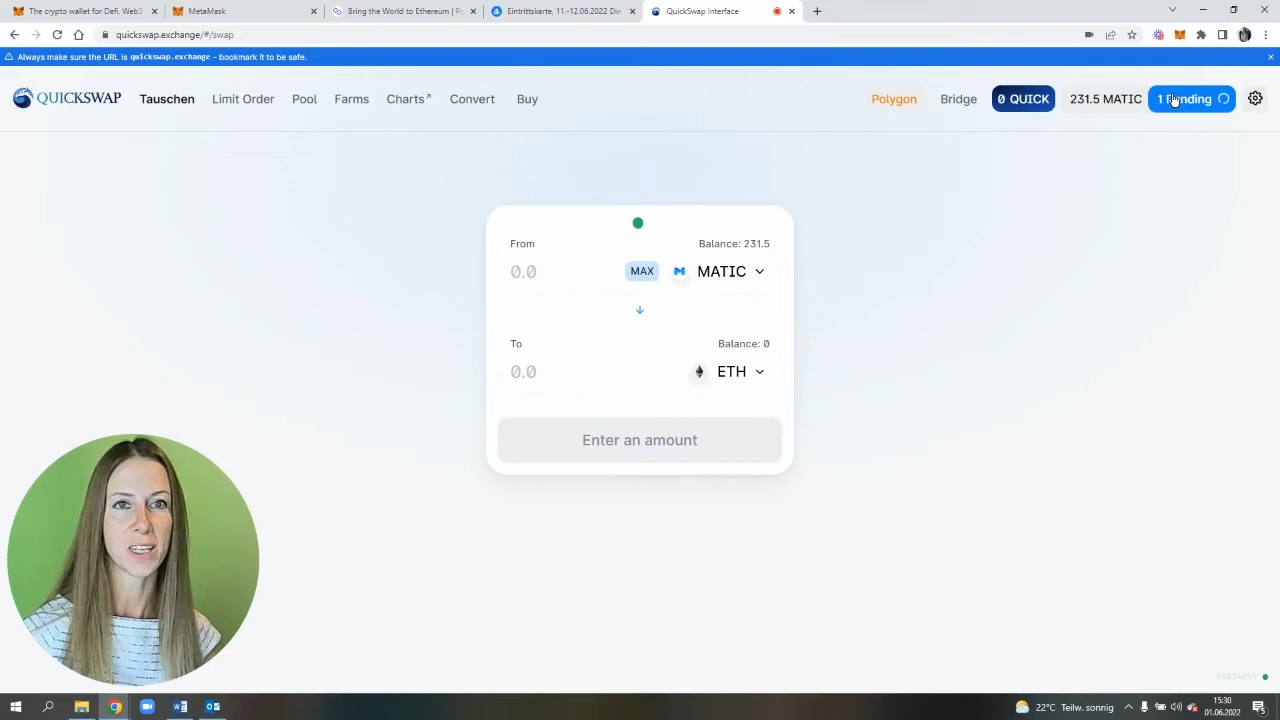 The crypto wallet for Defi, Web3
MetaMask
Bring the World to Ethereum | Po
Eintrittskarte, 11.-12.06.2022 Die
QuickSwap Interface
quickswap.exchange/#/swap
Always make sure the URL is quickswap.exchange - bookmark it to be safe.
QUICKSWAP
Tauschen
Limit Order
Pool
Farms
Charts↗
Convert
Buy
Polygon
Bridge
0 QUICK
231.5 MATIC
1 Pending
From
Balance: 231.5
0.0
MAX
MATIC
To
Balance: 0
0.0
ETH
Enter an amount
22°C Teilw. sonnig
15:30
01.06.2022
5